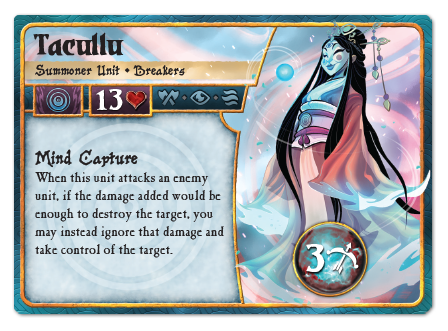 Tacullu
Summoner Unit • Breakers
13
Mind Capture
When this unit attacks an enemy
unit, if the damage added would be
enough to destroy the target, you
may instead ignore that damage and
take control of the target.
3